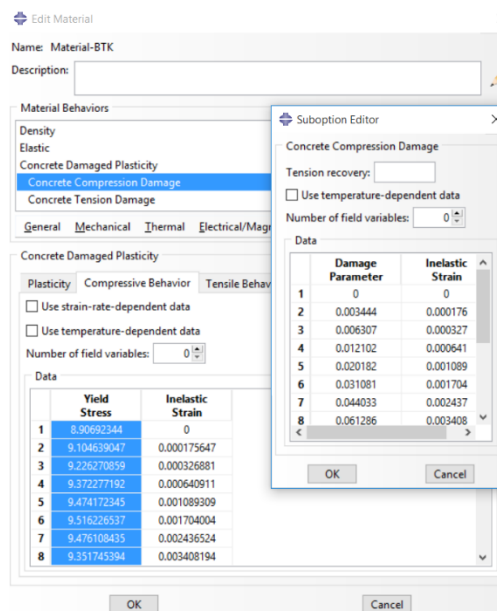 Edit Material
Name: Material-BTK
Description:
Material Behaviors
Density
Elastic
Concrete Damaged Plasticity
Concrete Compression Damage
Concrete Tension Damage
General Mechanical Thermal Electrical/Magn
Concrete Damaged Plasticity
Plasticity Compressive Behavior Tensile Behav
Use strain-rate-dependent data
Use temperature-dependent data
Number of field variables: 0
Data
Yield Inelastic
Stress Strain
1 8.90692344 0
2 9.104639047 0.000175647
3 9.226270859 0.000326881
4 9.372277192 0.000640911
5 9.474172345 0.001089309
6 9.516226537 0.001704004
7 9.476108435 0.002436524
8 9.351745394 0.003408194
OK Cancel
Suboption Editor
Concrete Compression Damage
Tension recovery:
Use temperature-dependent data
Number of field variables: 0
Data
Damage Inelastic
Parameter Strain
1 0 0
2 0.003444 0.000176
3 0.006307 0.000327
4 0.012102 0.000641
5 0.020182 0.001089
6 0.031081 0.001704
7 0.044033 0.002437
8 0.061286 0.003408
OK Cancel